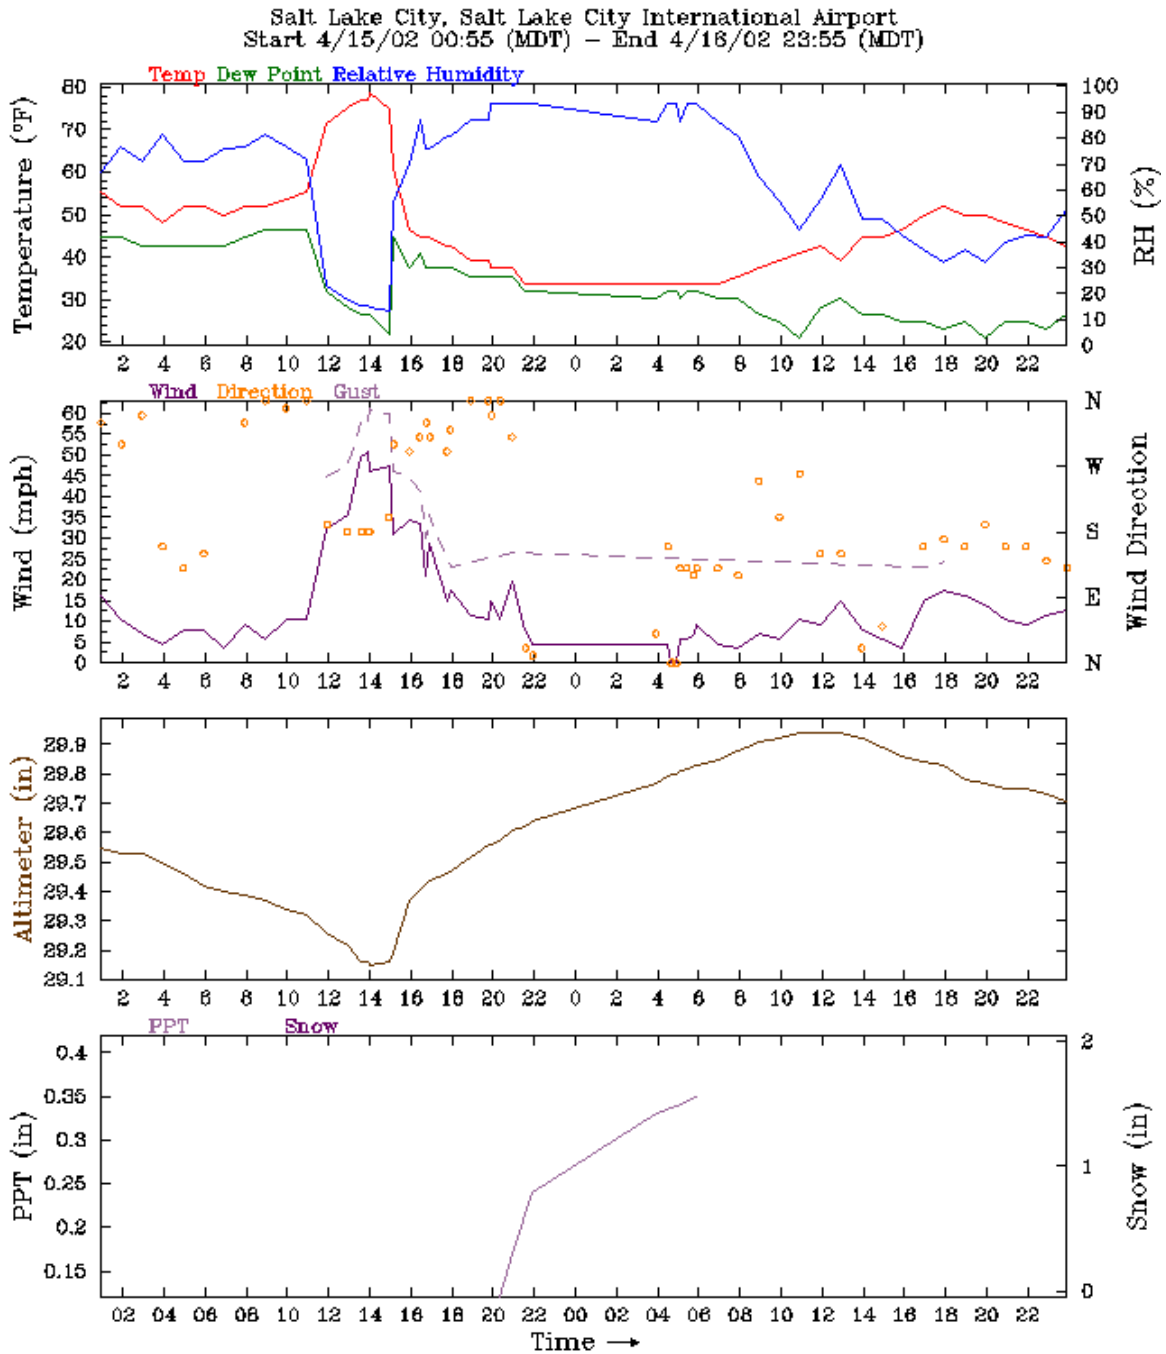 Salt Lake City, Salt Lake City International Airport
Start 4/15/02 00:55 (MDT) - End 4/16/02 23:55 (MDT)
Temp Dew Point Relative Humidity
Temperature (°F)
80
70
60
50
40
30
20
100
90
80
70
60
50
40
30
20
10
0
RH (%)
2 4 6 8 10 12 14 16 18 20 22 0 2 4 6 8 10 12 14 16 18 20 22
Wind Direction Gust
Wind (mph)
60
55
50
45
40
35
30
25
20
15
10
5
0
N
W
S
E
N
Wind Direction
2 4 6 8 10 12 14 16 18 20 22 0 2 4 6 8 10 12 14 16 18 20 22
Altimeter (in)
29.9
29.8
29.7
29.6
29.5
29.4
29.3
29.2
29.1
2 4 6 8 10 12 14 16 18 20 22 0 2 4 6 8 10 12 14 16 18 20 22
PPT Snow
PPT (in)
0.4
0.35
0.3
0.25
0.2
0.15
2
1
0
Snow (in)
02 04 06 08 10 12 14 16 18 20 22 00 02 04 06 08 10 12 14 16 18 20 22
Time →